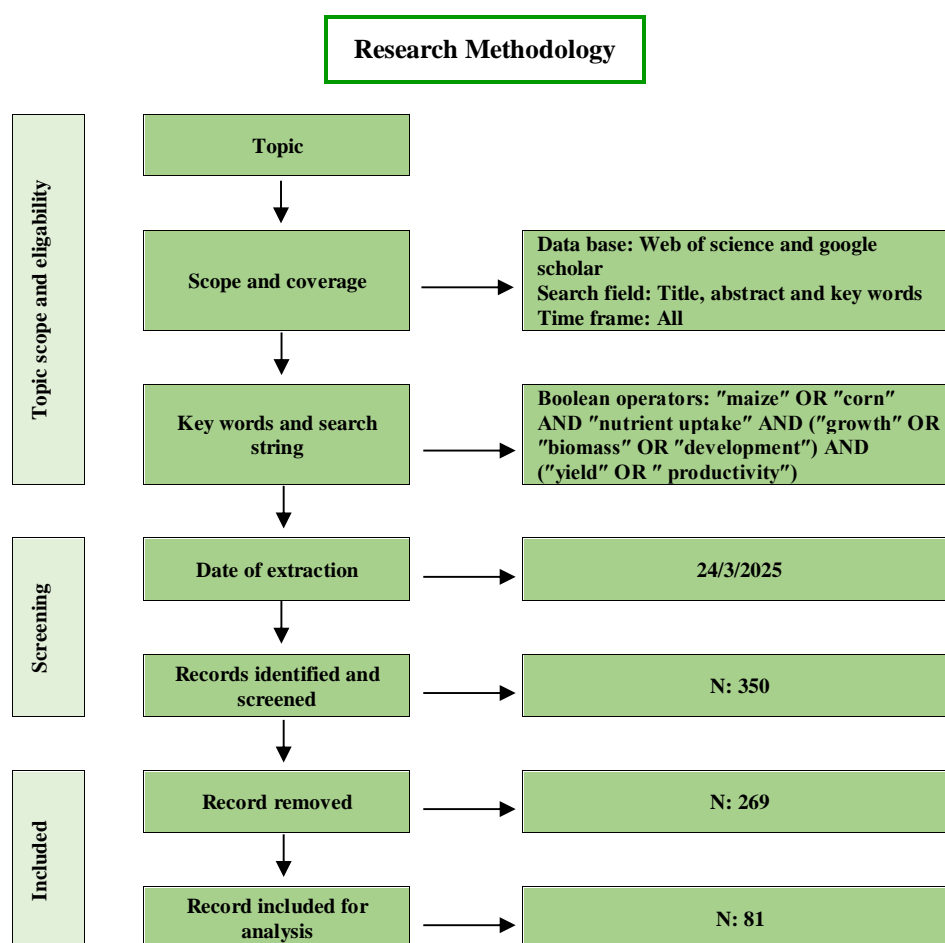 Research Methodology
Topic scope and eligability
Topic
Scope and coverage
Data base: Web of science and google
scholar
Search field: Title, abstract and key words
Time frame: All
Key words and search
string
Boolean operators: "maize" OR "corn"
AND "nutrient uptake" AND ("growth" OR
"biomass" OR "development") AND
("yield" OR " productivity")
Screening
Date of extraction
24/3/2025
Records identified and
screened
N: 350
Included
Record removed
N: 269
Record included for
analysis
N: 81